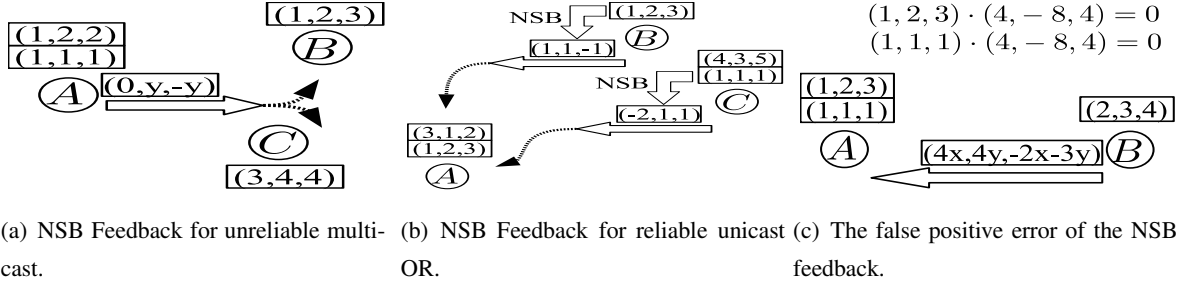 (1,2,2)
(1,1,1)
A
(0,y,-y)
(1,2,3)
B
C
(3,4,4)
NSB
(1,2,3)
(1,1,-1)
B
NSB
(4,3,5)
(1,1,1)
C
(-2,1,1)
(3,1,2)
(1,2,3)
A
(1, 2, 3) · (4, − 8, 4) = 0
(1, 1, 1) · (4, − 8, 4) = 0
(1,2,3)
(1,1,1)
A
(2,3,4)
B
(4x,4y,-2x-3y)
(a) NSB Feedback for unreliable multi-
cast.
(b) NSB Feedback for reliable unicast
OR.
(c) The false positive error of the NSB
feedback.